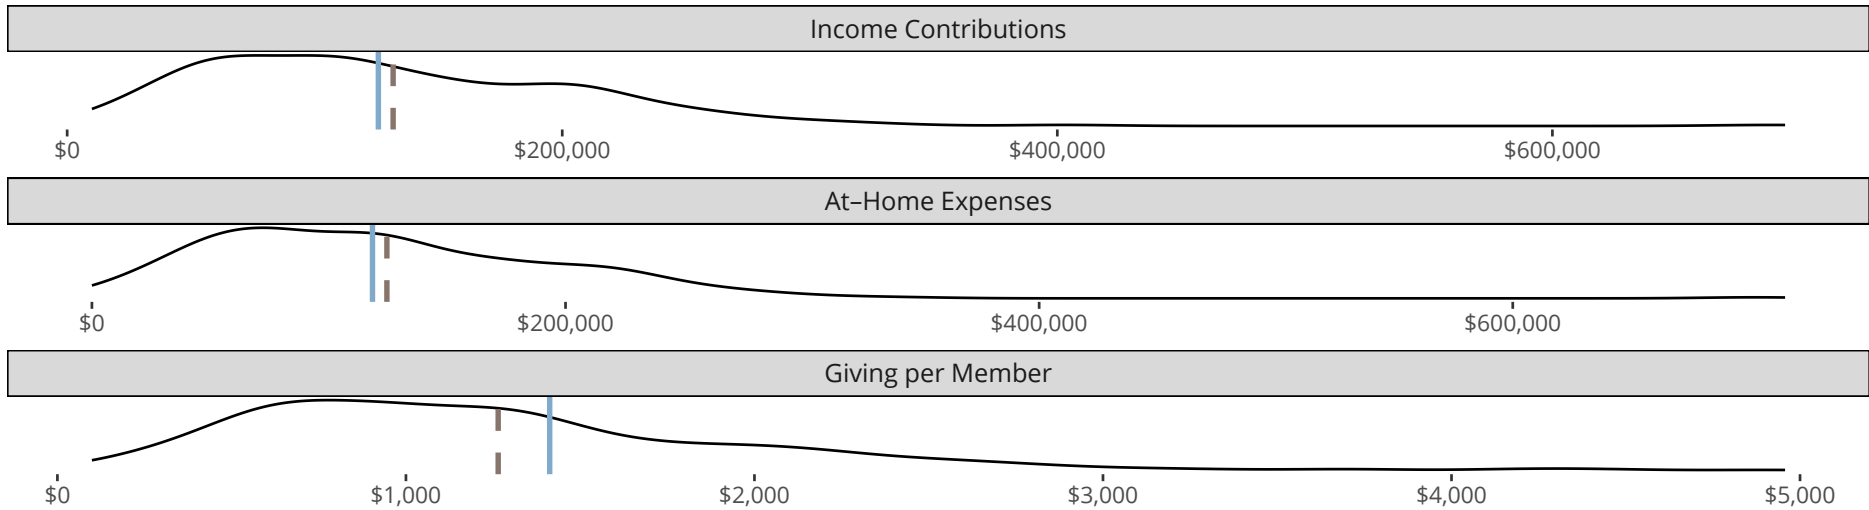 Income Contributions
$0 $200,000 $400,000 $600,000
At–Home Expenses
$0 $200,000 $400,000 $600,000
Giving per Member
$0 $1,000 $2,000 $3,000 $4,000 $5,000